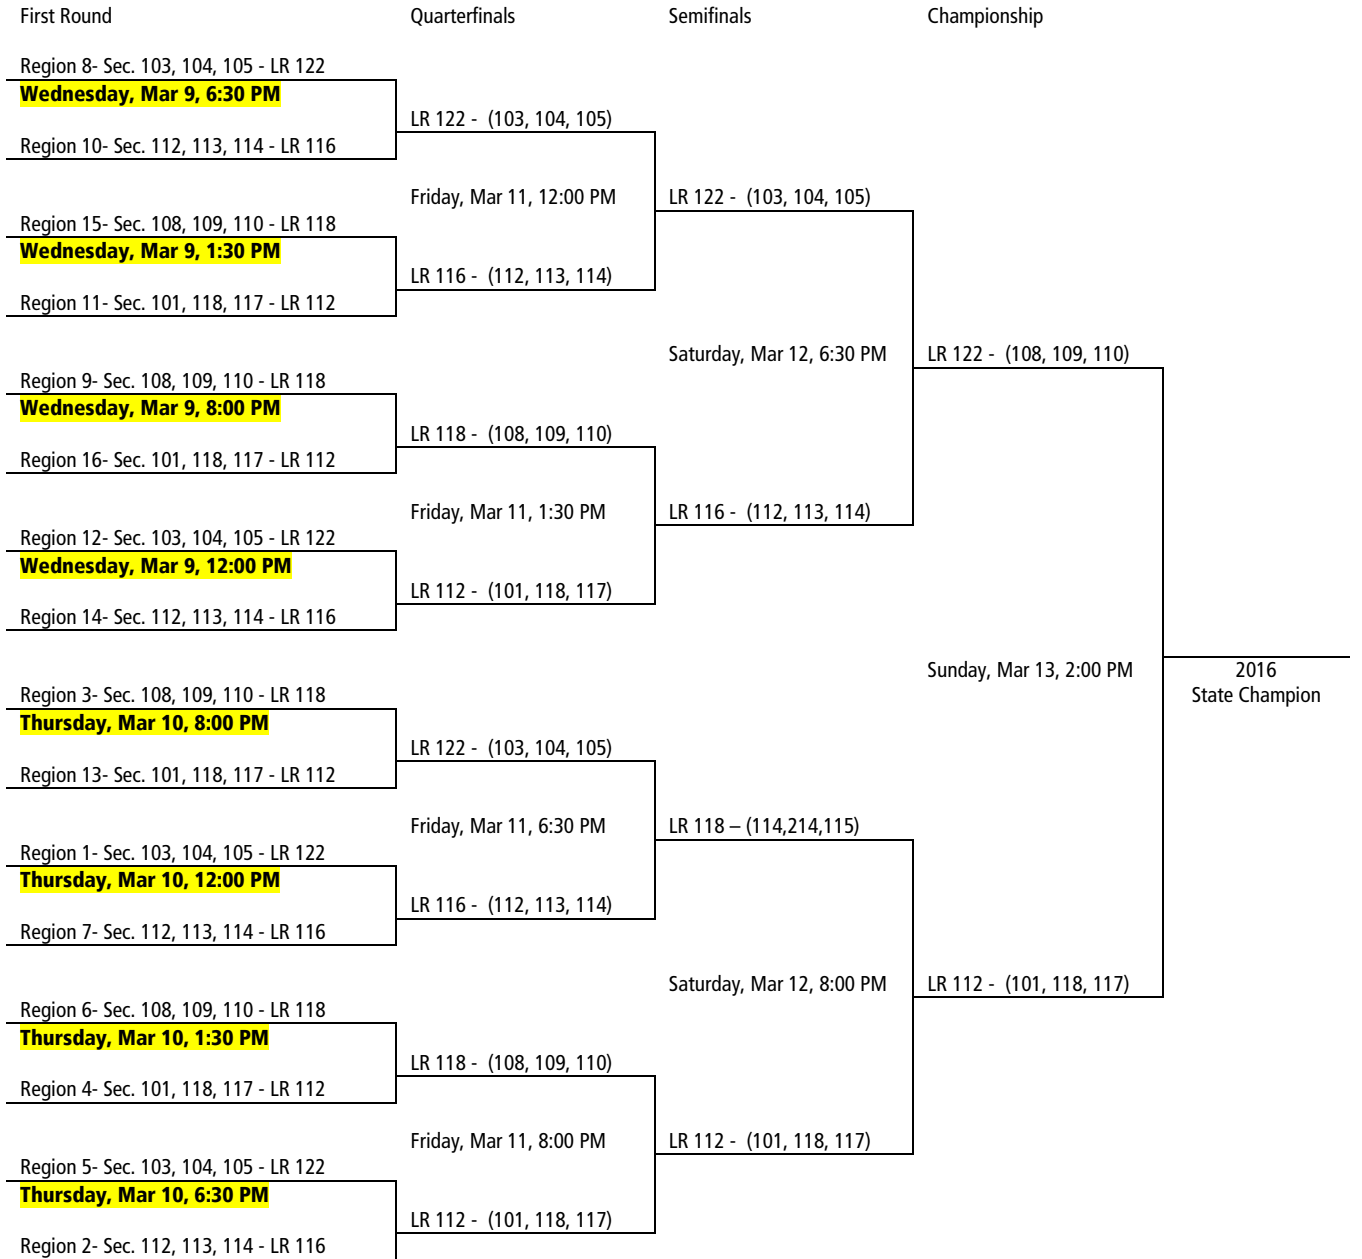 First Round Quarterfinals Semifinals Championship
Region 8- Sec. 103, 104, 105 - LR 122
Wednesday, Mar 9, 6:30 PM
LR 122 - (103, 104, 105)
Region 10- Sec. 112, 113, 114 - LR 116
Friday, Mar 11, 12:00 PM LR 122 - (103, 104, 105)
Region 15- Sec. 108, 109, 110 - LR 118
Wednesday, Mar 9, 1:30 PM
LR 116 - (112, 113, 114)
Region 11- Sec. 101, 118, 117 - LR 112
Saturday, Mar 12, 6:30 PM LR 122 - (108, 109, 110)
Region 9- Sec. 108, 109, 110 - LR 118
Wednesday, Mar 9, 8:00 PM
LR 118 - (108, 109, 110)
Region 16- Sec. 101, 118, 117 - LR 112
Friday, Mar 11, 1:30 PM LR 116 - (112, 113, 114)
Region 12- Sec. 103, 104, 105 - LR 122
Wednesday, Mar 9, 12:00 PM
LR 112 - (101, 118, 117)
Region 14- Sec. 112, 113, 114 - LR 116
Sunday, Mar 13, 2:00 PM 2016
Region 3- Sec. 108, 109, 110 - LR 118 State Champion
Thursday, Mar 10, 8:00 PM
LR 122 - (103, 104, 105)
Region 13- Sec. 101, 118, 117 - LR 112
Friday, Mar 11, 6:30 PM LR 118 – (114,214,115)
Region 1- Sec. 103, 104, 105 - LR 122
Thursday, Mar 10, 12:00 PM
LR 116 - (112, 113, 114)
Region 7- Sec. 112, 113, 114 - LR 116
Saturday, Mar 12, 8:00 PM LR 112 - (101, 118, 117)
Region 6- Sec. 108, 109, 110 - LR 118
Thursday, Mar 10, 1:30 PM
LR 118 - (108, 109, 110)
Region 4- Sec. 101, 118, 117 - LR 112
Friday, Mar 11, 8:00 PM LR 112 - (101, 118, 117)
Region 5- Sec. 103, 104, 105 - LR 122
Thursday, Mar 10, 6:30 PM
LR 112 - (101, 118, 117)
Region 2- Sec. 112, 113, 114 - LR 116